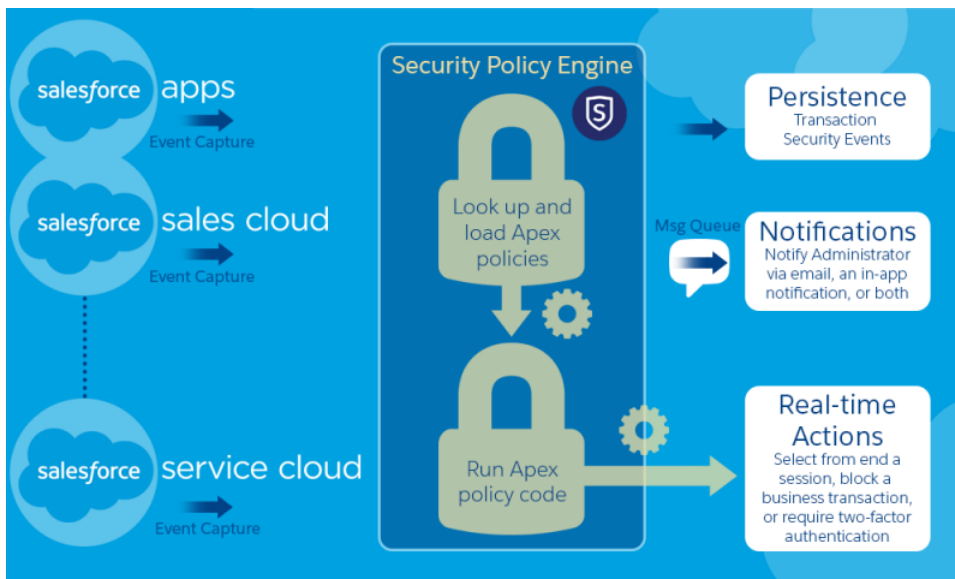 salesforce apps
Event Capture
salesforce sales cloud
Event Capture
salesforce service cloud
Event Capture
Security Policy Engine
S
Look up and
load Apex
policies
Run Apex
policy code
Persistence
Transaction
Security Events
Msg Queue
Notifications
Notify Administrator
via email, an in-app
notification, or both
Real-time
Actions
Select from end a
session, block a
business transaction,
or require two-factor
authentication